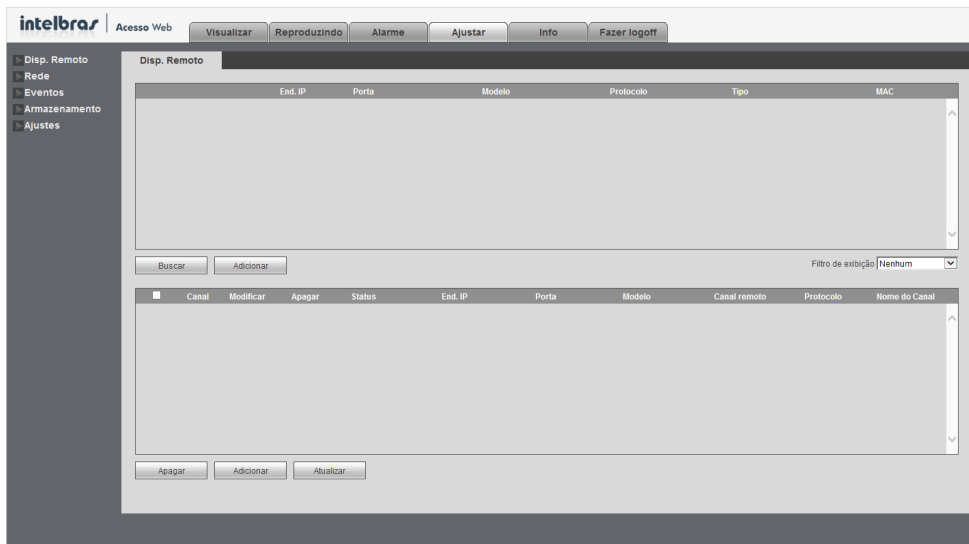 intelbras Acesso Web Visualizar Reproduzindo Alarme Ajustar Info Fazer logoff
Disp. Remoto
Rede
Eventos
Armazenamento
Ajustes
Disp. Remoto
End. IP Porta Modelo Protocolo Tipo MAC
Buscar Adicionar Filtro de exibição Nenhum
Canal Modificar Apagar Status End. IP Porta Modelo Canal remoto Protocolo Nome do Canal
Apagar Adicionar Atualizar